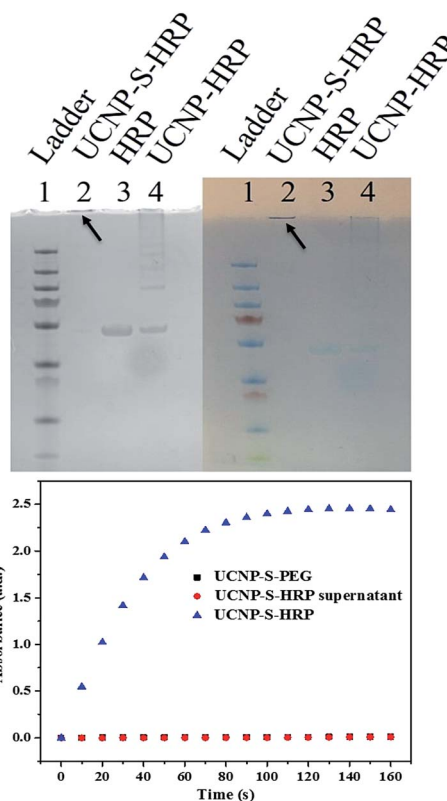 Ladder UCNP-S-HRP HRP UCNP-HRP Ladder UCNP-S-HRP HRP UCNP-HRP
1 2 3 4 1 2 3 4
2.5
2.0
UCNP-S-PEG
1.5
UCNP-S-HRP supernatant
UCNP-S-HRP
1.0
0.5
0.0
0 20 40 60 80 100 120 140 160
Time (s)